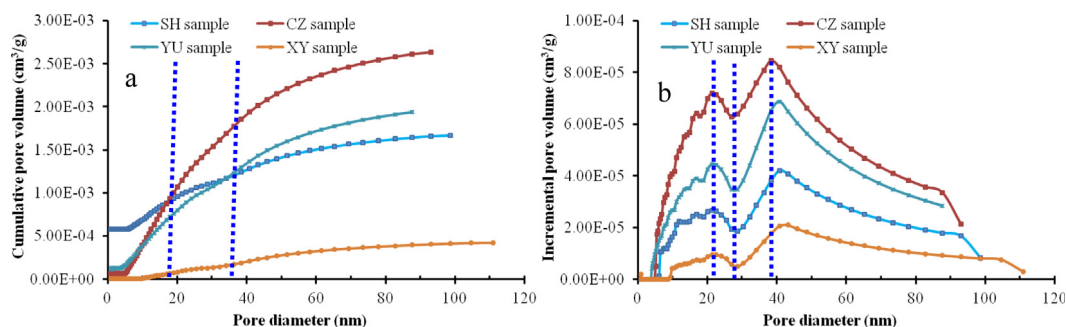 3.00E-03
2.50E-03
2.00E-03
1.50E-03
1.00E-03
5.00E-04
0.00E+00
Cumulative pore volume (cm³/g)
SH sample
CZ sample
YU sample
XY sample
a
0
20
40
60
80
100
120
Pore diameter (nm)
1.00E-04
8.00E-05
6.00E-05
4.00E-05
2.00E-05
0.00E+00
Incremental pore volume (cm³/g)
SH sample
CZ sample
YU sample
XY sample
b
0
20
40
60
80
100
120
Pore diameter (nm)